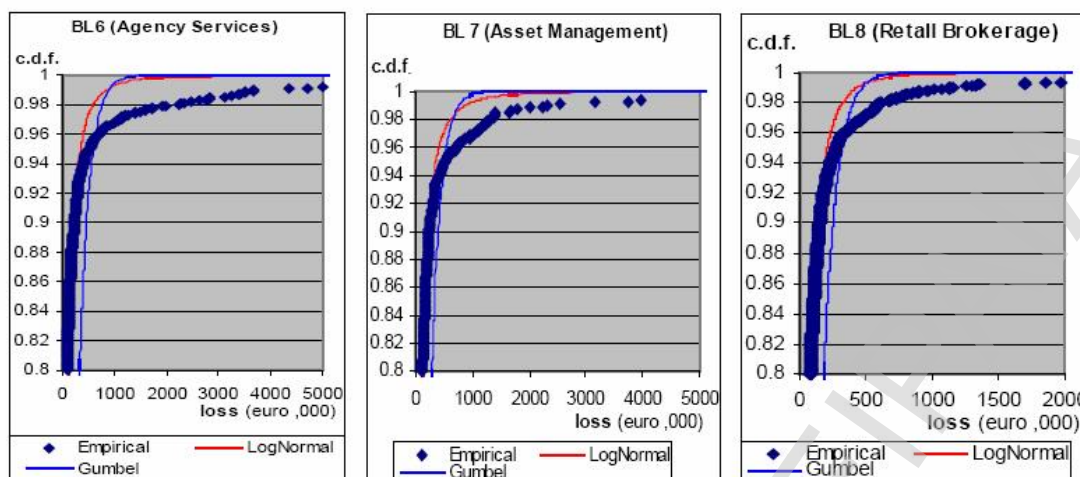 BL6 (Agency Services)
c.d.f.
1
0.98
0.96
0.94
0.92
0.9
0.88
0.86
0.84
0.82
0.8
0 1000 2000 3000 4000 5000
loss (euro ,000)
Empirical LogNormal
Gumbel
BL 7 (Asset Management)
c.d.f.
1
0.98
0.96
0.94
0.92
0.9
0.88
0.86
0.84
0.82
0.8
0 1000 2000 3000 4000 5000
loss (euro ,000)
Empirical LogNormal
Gumbel
BL8 (Retall Brokerage)
c.d.f.
1
0.98
0.96
0.94
0.92
0.9
0.88
0.86
0.84
0.82
0.8
0 500 1000 1500 2000
loss (euro ,000)
Empirical LogNormal
Gumbel